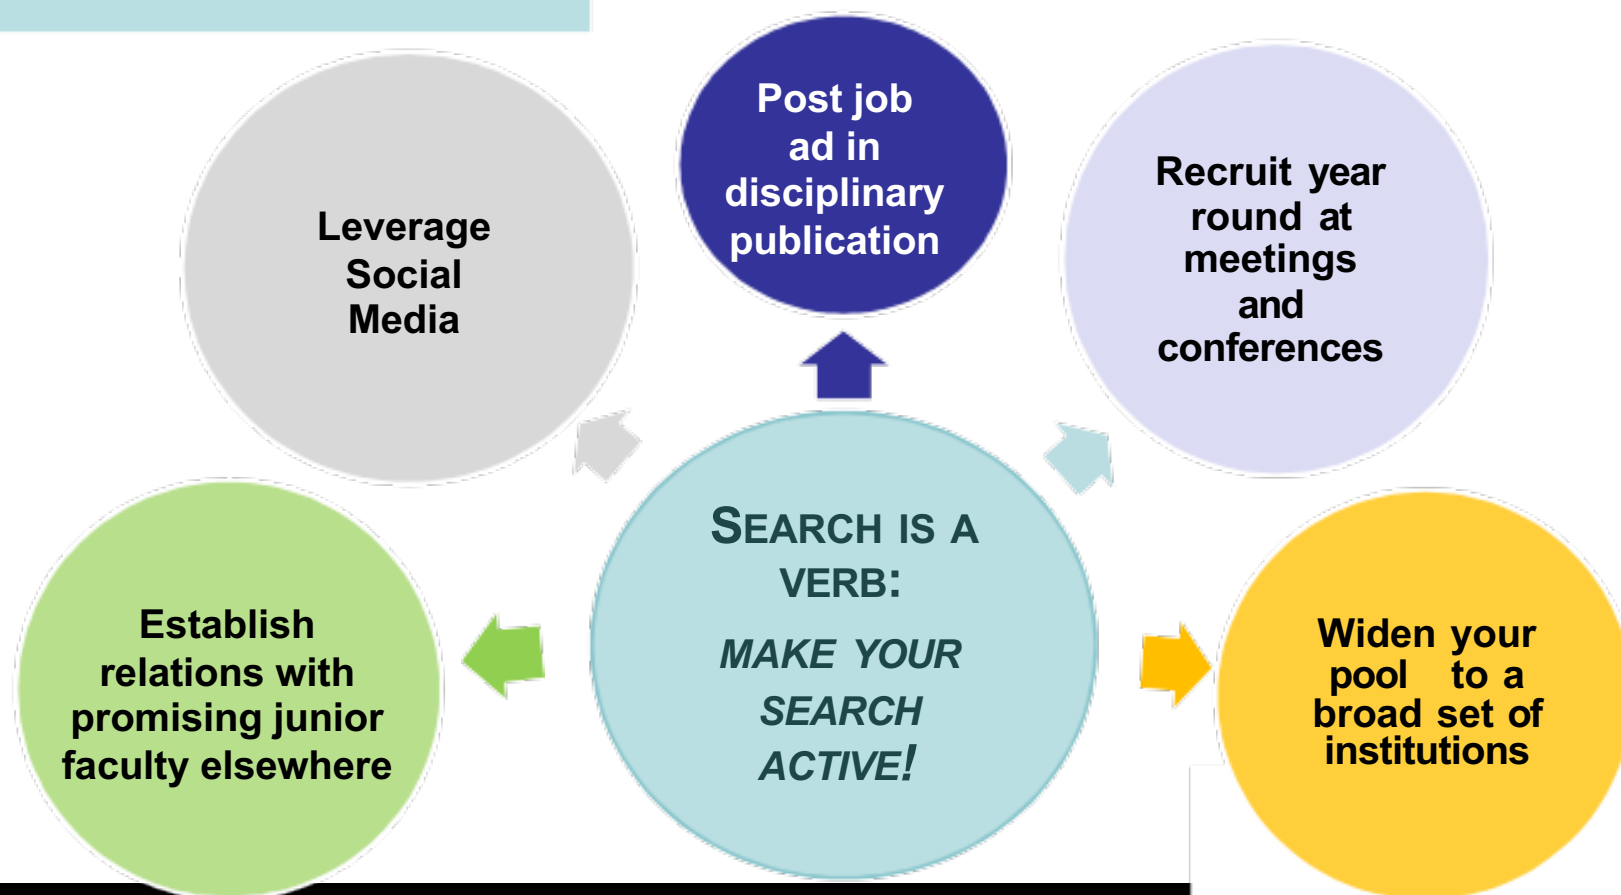 Post job
ad in
disciplinary
publication
Leverage
Social
Media
Recruit year
round at
meetings
and
conferences
SEARCH IS A
VERB:
MAKE YOUR
SEARCH
ACTIVE!
Establish
relations with
promising junior
faculty elsewhere
Widen your
pool to a
broad set of
institutions